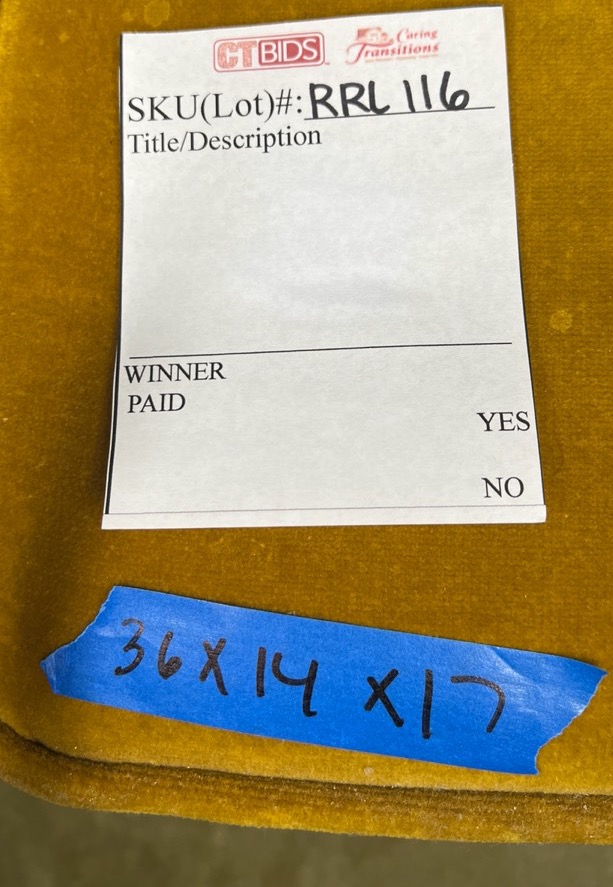 CTBIDS
Caring
Transitions
SKU(Lot)#: RRL 116
Title/Description
WINNER
PAID
YES
NO
36 X 14 X 17